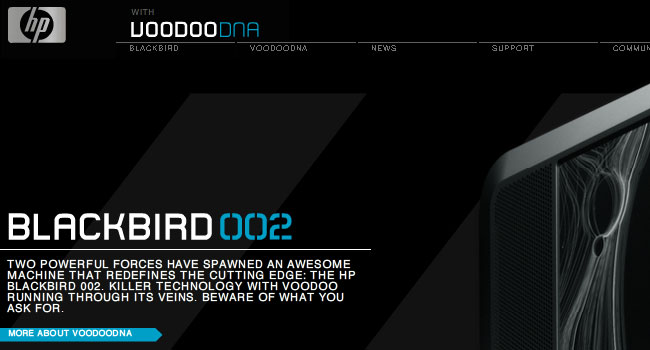 hp
WITH
VOODOODNA
BLACKBIRD VOODOODNA NEWS SUPPORT COMMUN
BLACKBIRD 002
TWO POWERFUL FORCES HAVE SPAWNED AN AWESOME
MACHINE THAT REDEFINES THE CUTTING EDGE: THE HP
BLACKBIRD 002. KILLER TECHNOLOGY WITH VOODOO
RUNNING THROUGH ITS VEINS. BEWARE OF WHAT YOU
ASK FOR.
MORE ABOUT VOODOODNA